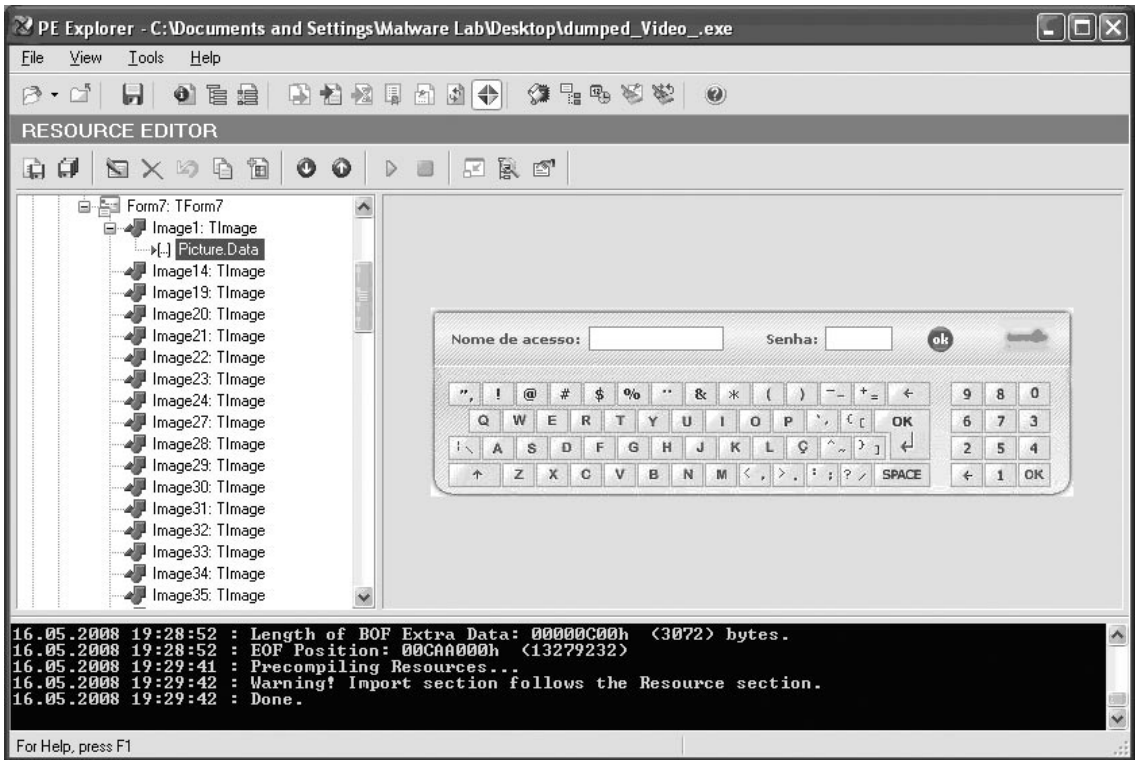 PE Explorer - C:\Documents and Settings\Malware Lab\Desktop\dumped_Video_.exe
File View Tools Help
RESOURCE EDITOR
Form7: TForm7
Image1: TImage
Picture.Data
Image14: TImage
Image19: TImage
Image20: TImage
Image21: TImage
Image22: TImage
Image23: TImage
Image24: TImage
Image27: TImage
Image28: TImage
Image29: TImage
Image30: TImage
Image31: TImage
Image32: TImage
Image33: TImage
Image34: TImage
Image35: TImage
Nome de acesso: Senha: ok
", ! @ # $ % ¨ & * ( ) - _ + = ← 9 8 0
Q W E R T Y U I O P ` ´ { [ OK 6 7 3
| \ A S D F G H J K L Ç ^ ~ } ] ↵ 2 5 4
↑ Z X C V B N M < , > . : ; ? / SPACE ← 1 OK
16.05.2008 19:28:52 : Length of BOF Extra Data: 00000C00h (3072) bytes.
16.05.2008 19:28:52 : EOF Position: 00CAA000h (13279232)
16.05.2008 19:29:41 : Precompiling Resources...
16.05.2008 19:29:42 : Warning! Import section follows the Resource section.
16.05.2008 19:29:42 : Done.
For Help, press F1